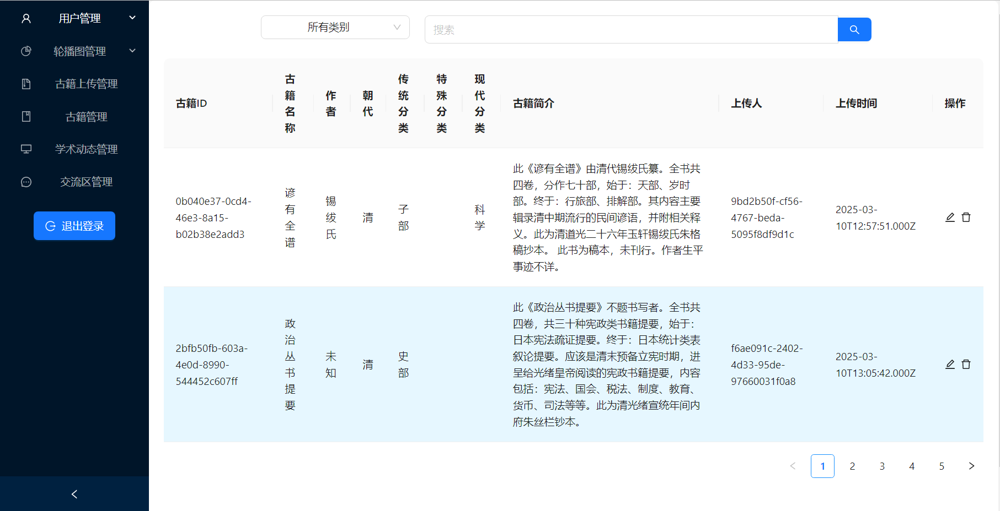 用户管理
轮播图管理
古籍上传管理
古籍管理
学术动态管理
交流区管理
退出登录
所有类别
搜索
古籍ID
古籍名称
作者
朝代
传统分类
特殊分类
现代分类
古籍简介
上传人
上传时间
操作
0b040e37-0cd4-
46e3-8a15-
b02b38e2add3
谚有全谱
锡绂氏
清
子部
科学
此《谚有全谱》由清代锡绂氏纂。全书共
四卷，分作七十部，始于：天部、岁时
部。终于：行旅部、排解部。其内容主要
辑录清中期流行的民间谚语，并附相关释
义。此为清道光二十六年玉轩锡绂氏朱格
稿抄本。 此书为稿本，未刊行。作者生平
事迹不详。
9bd2b50f-cf56-
4767-beda-
5095f8df9d1c
2025-03-
10T12:57:51.000Z
2bfb50fb-603a-
4e0d-8990-
544452c607ff
政治丛书提要
未知
清
史部
此《政治丛书提要》不题书写者。全书共
四卷，共三十种宪政类书籍提要，始于：
日本宪法疏证提要。终于：日本统计类表
叙论提要。应该是清末预备立宪时期，进
呈给光绪皇帝阅读的宪政书籍提要，内容
包括：宪法、国会、税法、制度、教育、
货币、司法等等。此为清光绪宣统年间内
府朱丝栏钞本。
f6ae091c-2402-
4d33-95de-
97660031f0a8
2025-03-
10T13:05:42.000Z
1 2 3 4 5